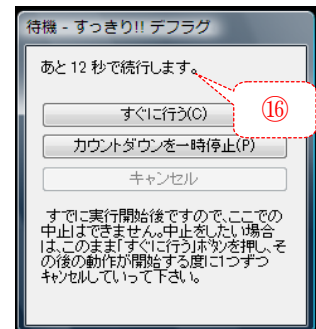 待機 - すっきり!! デフラグ
あと 12 秒で続行します。
⑯
すぐに行う(C)
カウントダウンを一時停止(P)
キャンセル
すでに実行開始後ですので、ここでの
中止はできません。中止をしたい場合
は、このまま「すぐに行う」ボタンを押し、そ
の後の動作が開始する度に1つずつ
キャンセルしていって下さい。